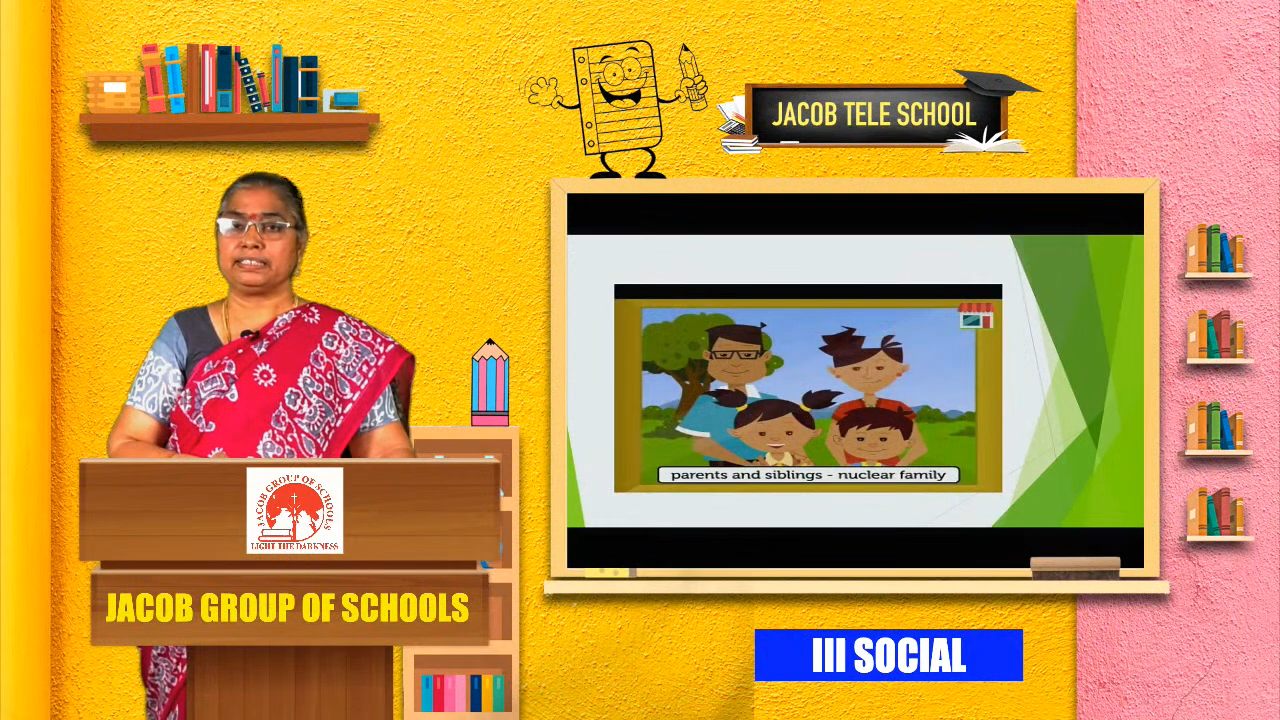 JACOB TELE SCHOOL
parents and siblings - nuclear family
JACOB GROUP OF SCHOOLS
LIGHT THE DARKNESS
JACOB GROUP OF SCHOOLS
III SOCIAL